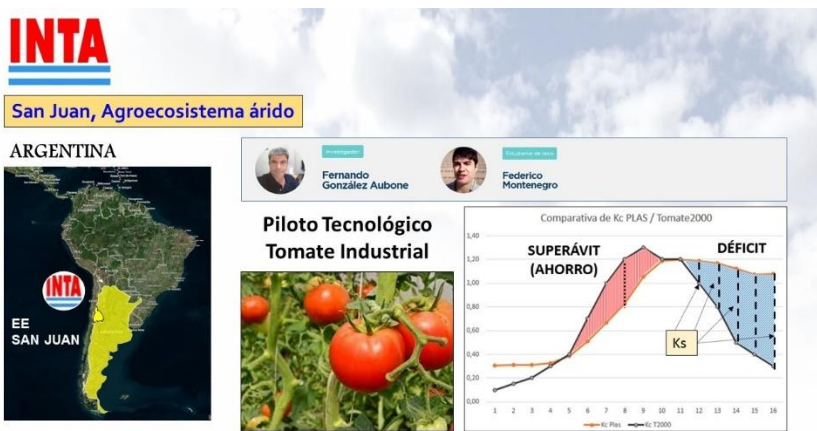 INTA
San Juan, Agroecosistema árido
ARGENTINA
INTA
EE
SAN JUAN
Investigador
Fernando
González Aubone
Estudiante de tesis
Federico
Montenegro
Piloto Tecnológico
Tomate Industrial
Comparativa de Kc PLAS / Tomate2000
SUPERÁVIT
(AHORRO)
DÉFICIT
Ks
1,40
1,20
1,00
0,80
0,60
0,40
0,20
0,00
1 2 3 4 5 6 7 8 9 10 11 12 13 14 15 16
Kc Plas Kc T2000